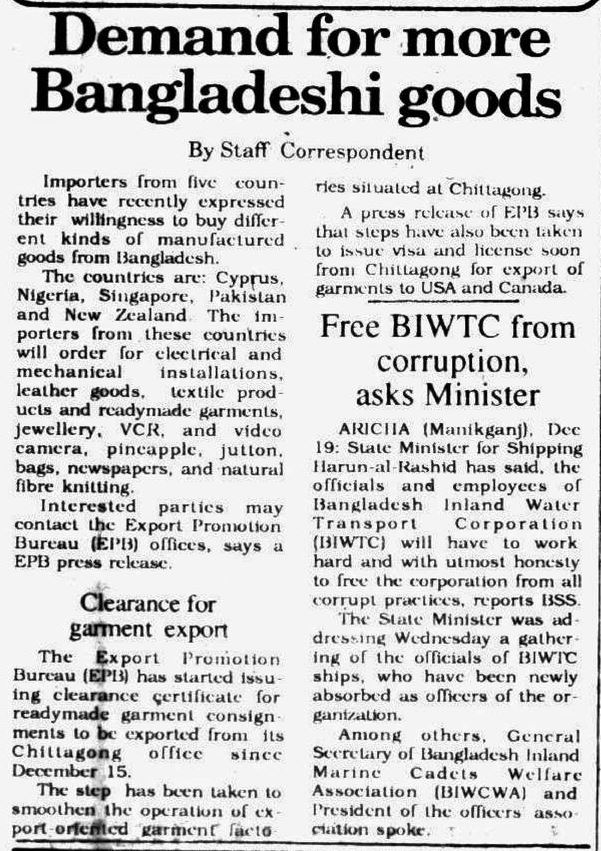 Demand for more
Bangladeshi goods
By Staff Correspondent
Importers from five coun-
tries have recently expressed
their willingness to buy differ-
ent kinds of manufactured
goods from Bangladesh.
The countries are: Cyprus,
Nigeria, Singapore, Pakistan
and New Zealand. The im-
porters from these countries
will order for electrical and
mechanical installations,
leather goods, textile prod-
ucts and readymade garments,
jewellery, VCR, and video
camera, pineapple, jutton,
bags, newspapers, and natural
fibre knitting.
Interested parties may
contact the Export Promotion
Bureau (EPB) offices, says a
EPB press release.
Clearance for
garment export
The Export Promotion
Bureau (EPB) has started issu-
ing clearance certificate for
readymade garment consign-
ments to be exported from its
Chittagong office since
December 15.
The step has been taken to
smoothen the operation of ex-
port-oriented garment facto
ries situated at Chittagong.
A press release of EPB says
that steps have also been taken
to issue visa and license soon
from Chittagong for export of
garments to USA and Canada.
Free BIWTC from
corruption,
asks Minister
ARICHA (Manikganj), Dec
19: State Minister for Shipping
Harun-al-Rashid has said, the
officials and employees of
Bangladesh Inland Water
Transport Corporation
(BIWTC) will have to work
hard and with utmost honesty
to free the corporation from all
corrupt practices, reports BSS.
The State Minister was ad-
dressing Wednesday a gather-
ing of the officials of BIWTC
ships, who have been newly
absorbed as officers of the or-
ganization.
Among others, General
Secretary of Bangladesh Inland
Marine Cadets Welfare
Association (BIWCWA) and
President of the officers asso-
ciation spoke.